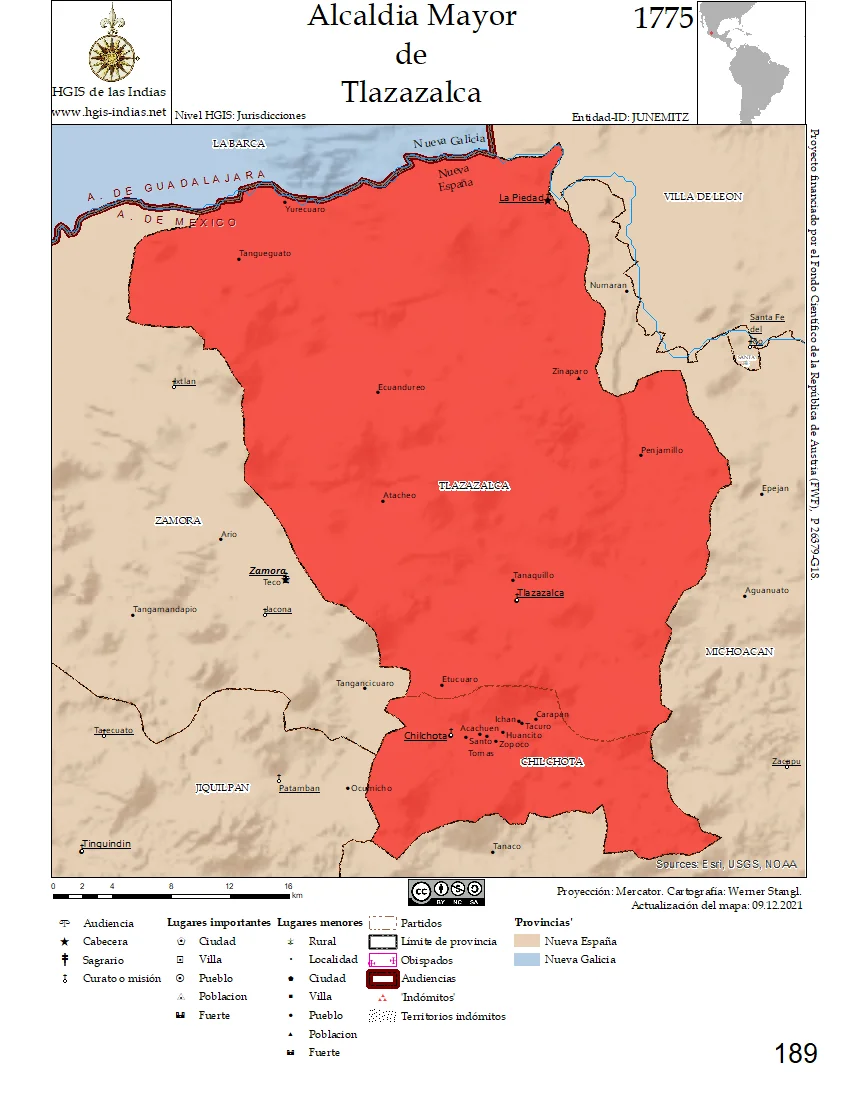 Alcaldia Mayor
de
Tlazazalca
1775
HGIS de las Indias
www.hgis-indias.net
Nivel HGIS: Jurisdicciones
Entidad-ID: JUNEMITZ
LA BARCA
Nueva Galicia
Nueva
España
A. DE GUADALAJARA
A. DE MEXICO
La Piedad
VILLA DE LEON
Yurecuaro
Tangueguato
Numaran
Santa Fe
del
Rio
SANTA
Ixtlan
Ecuandureo
Zinaparo
Penjamillo
TLAZAZALCA
Atacheo
Epejan
ZAMORA
Ario
Zamora
Teco
Tanaquillo
Tlazazalca
Jacona
Tangamandapio
Aguanuato
MICHOACAN
Tangancicuaro
Etucuaro
Tarecuato
Chilchota
Acachuen
Ichan
Carapan
Tacuro
Huancito
Santo
Tomas
Zopoco
CHILCHOTA
Zacapu
JIQUILPAN
Patamban
Ocumicho
Tinguindin
Tanaco
Sources: Esri, USGS, NOAA
Proyecto financiado por el Fondo Científico de la República de Austria (FWF), P 26379-G18.
0 2 4 8 12 16
km
CC BY NC SA
Proyección: Mercator. Cartografía: Werner Stangl.
Actualización del mapa: 09.12.2021
Audiencia
Cabecera
Sagrario
Curato o misión
Lugares importantes
Ciudad
Villa
Pueblo
Poblacion
Fuerte
Lugares menores
Rural
Localidad
Ciudad
Villa
Pueblo
Poblacion
Fuerte
Partidos
Límite de provincia
Obispados
Audiencias
'Indómitos'
Territorios indómitos
'Provincias'
Nueva España
Nueva Galicia
189